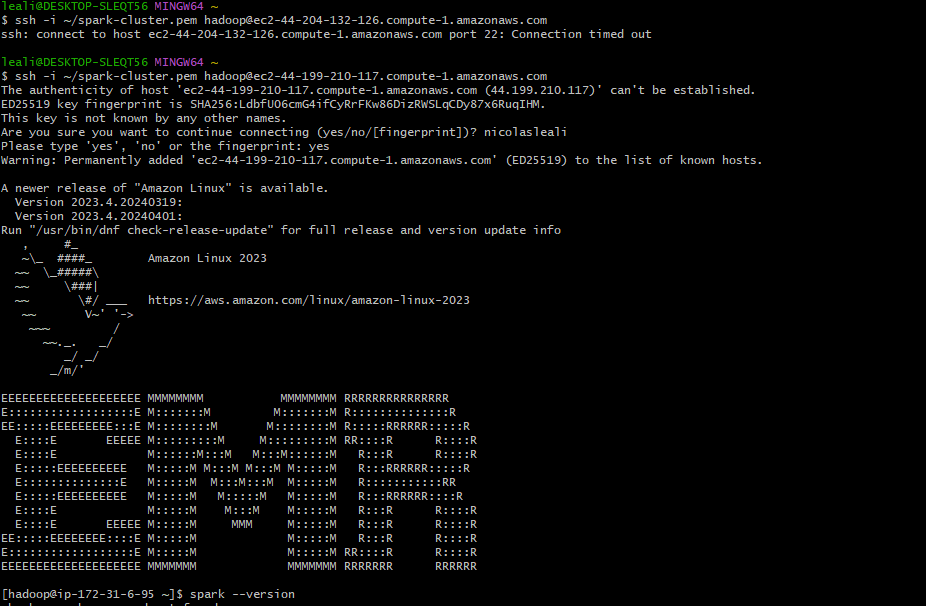 leali@DESKTOP-SLEQT56 MINGW64 ~
$ ssh -i ~/spark-cluster.pem hadoop@ec2-44-204-132-126.compute-1.amazonaws.com
ssh: connect to host ec2-44-204-132-126.compute-1.amazonaws.com port 22: Connection timed out

leali@DESKTOP-SLEQT56 MINGW64 ~
$ ssh -i ~/spark-cluster.pem hadoop@ec2-44-199-210-117.compute-1.amazonaws.com
The authenticity of host 'ec2-44-199-210-117.compute-1.amazonaws.com (44.199.210.117)' can't be established.
ED25519 key fingerprint is SHA256:LdbfUO6cmG4ifCyRrFKw86DizRWSLqCDy87x6RuqIHM.
This key is not known by any other names.
Are you sure you want to continue connecting (yes/no/[fingerprint])? nicolasleali
Please type 'yes', 'no' or the fingerprint: yes
Warning: Permanently added 'ec2-44-199-210-117.compute-1.amazonaws.com' (ED25519) to the list of known hosts.

A newer release of "Amazon Linux" is available.
  Version 2023.4.20240319:
  Version 2023.4.20240401:
Run "/usr/bin/dnf check-release-update" for full release and version update info
   ,     #_
   ~\_  ####_        Amazon Linux 2023
  ~~  \_#####\
  ~~     \###|
  ~~       \#/ ___   https://aws.amazon.com/linux/amazon-linux-2023
   ~~       V~' '->
    ~~~         /
      ~~._.   _/
         _/ _/
       _/m/'

EEEEEEEEEEEEEEEEEEEE MMMMMMMM           MMMMMMMM RRRRRRRRRRRRRRR
E::::::::::::::::::E M:::::::M         M:::::::M R::::::::::::::R
EE:::::EEEEEEEEE:::E M::::::::M       M::::::::M R:::::RRRRRR:::::R
  E::::E       EEEEE M:::::::::M     M:::::::::M RR::::R      R::::R
  E::::E             M::::::M:::M   M:::M::::::M   R:::R      R::::R
  E:::::EEEEEEEEEE   M:::::M M:::M M:::M M:::::M   R:::RRRRRR:::::R
  E::::::::::::::E   M:::::M  M:::M:::M  M:::::M   R:::::::::::RR
  E:::::EEEEEEEEEE   M:::::M   M:::::M   M:::::M   R:::RRRRRR::::R
  E::::E             M:::::M    M:::M    M:::::M   R:::R      R::::R
  E::::E       EEEEE M:::::M     MMM     M:::::M   R:::R      R::::R
EE:::::EEEEEEEE::::E M:::::M             M:::::M   R:::R      R::::R
E::::::::::::::::::E M:::::M             M:::::M RR::::R      R::::R
EEEEEEEEEEEEEEEEEEEE MMMMMMM             MMMMMMM RRRRRRR      RRRRRR

[hadoop@ip-172-31-6-95 ~]$ spark --version